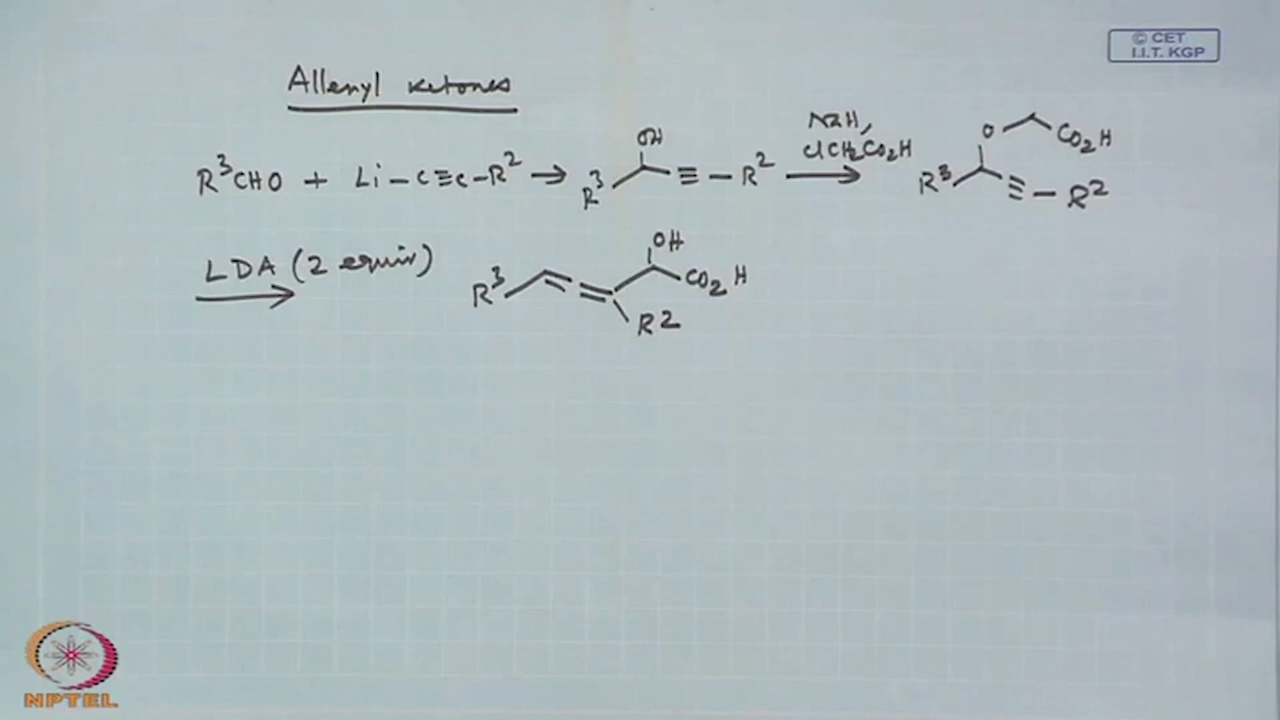 © CET
I.I.T. KGP
Allenyl ketones
R³CHO + Li–C≡C–R² → OH R³ ≡–R² NaH, ClCH₂CO₂H → O CO₂H R³ ≡–R²
LDA (2 equiv) → R³ OH CO₂H R²
NPTEL